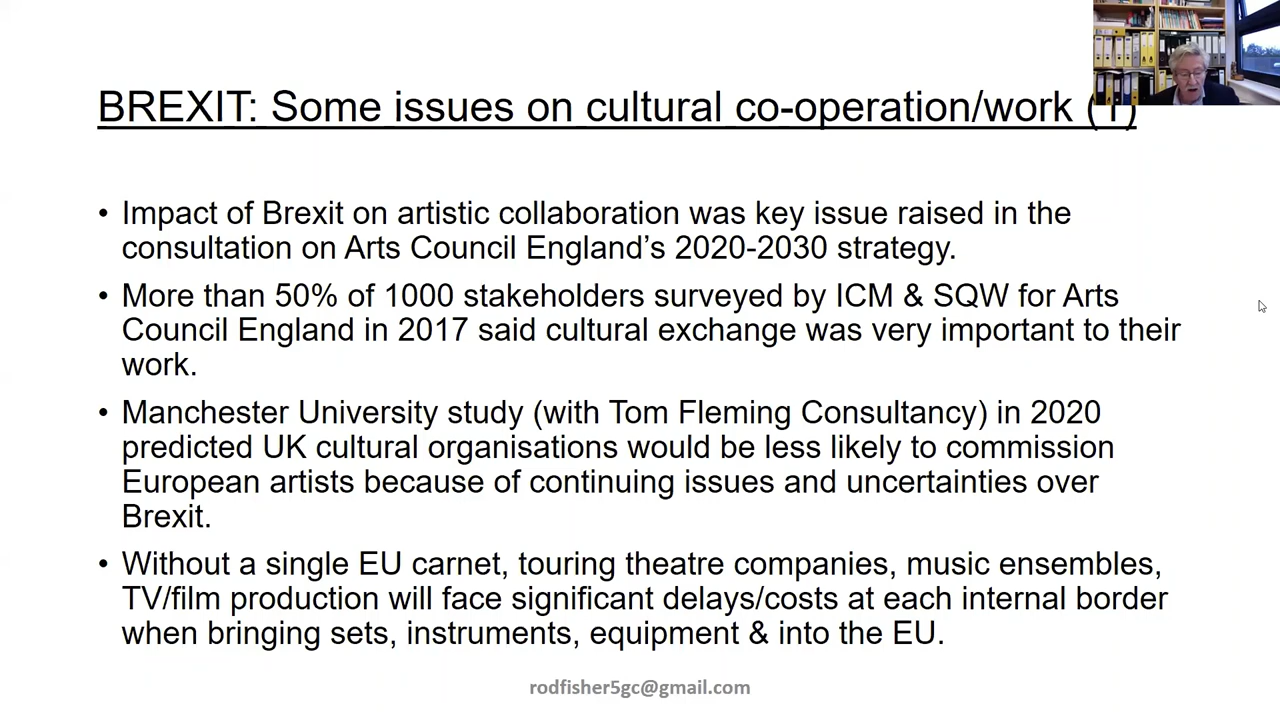 BREXIT: Some issues on cultural co-operation/work (1)
• Impact of Brexit on artistic collaboration was key issue raised in the
consultation on Arts Council England’s 2020-2030 strategy.
• More than 50% of 1000 stakeholders surveyed by ICM & SQW for Arts
Council England in 2017 said cultural exchange was very important to their
work.
• Manchester University study (with Tom Fleming Consultancy) in 2020
predicted UK cultural organisations would be less likely to commission
European artists because of continuing issues and uncertainties over
Brexit.
• Without a single EU carnet, touring theatre companies, music ensembles,
TV/film production will face significant delays/costs at each internal border
when bringing sets, instruments, equipment & into the EU.
rodfisher5gc@gmail.com